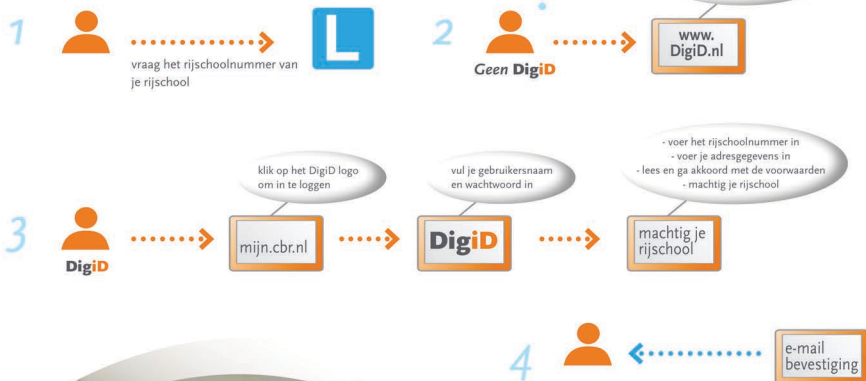 1
vraag het rijschoolnummer van
je rijschool
L
2
Geen DigiD
www.
DigiD.nl
3
DigiD
klik op het DigiD logo
om in te loggen
mijn.cbr.nl
vul je gebruikersnaam
en wachtwoord in
DigiD
- voer het rijschoolnummer in
- voer je adresgegevens in
- lees en ga akkoord met de voorwaarden
- machtig je rijschool
machtig je
rijschool
4
e-mail
bevestiging